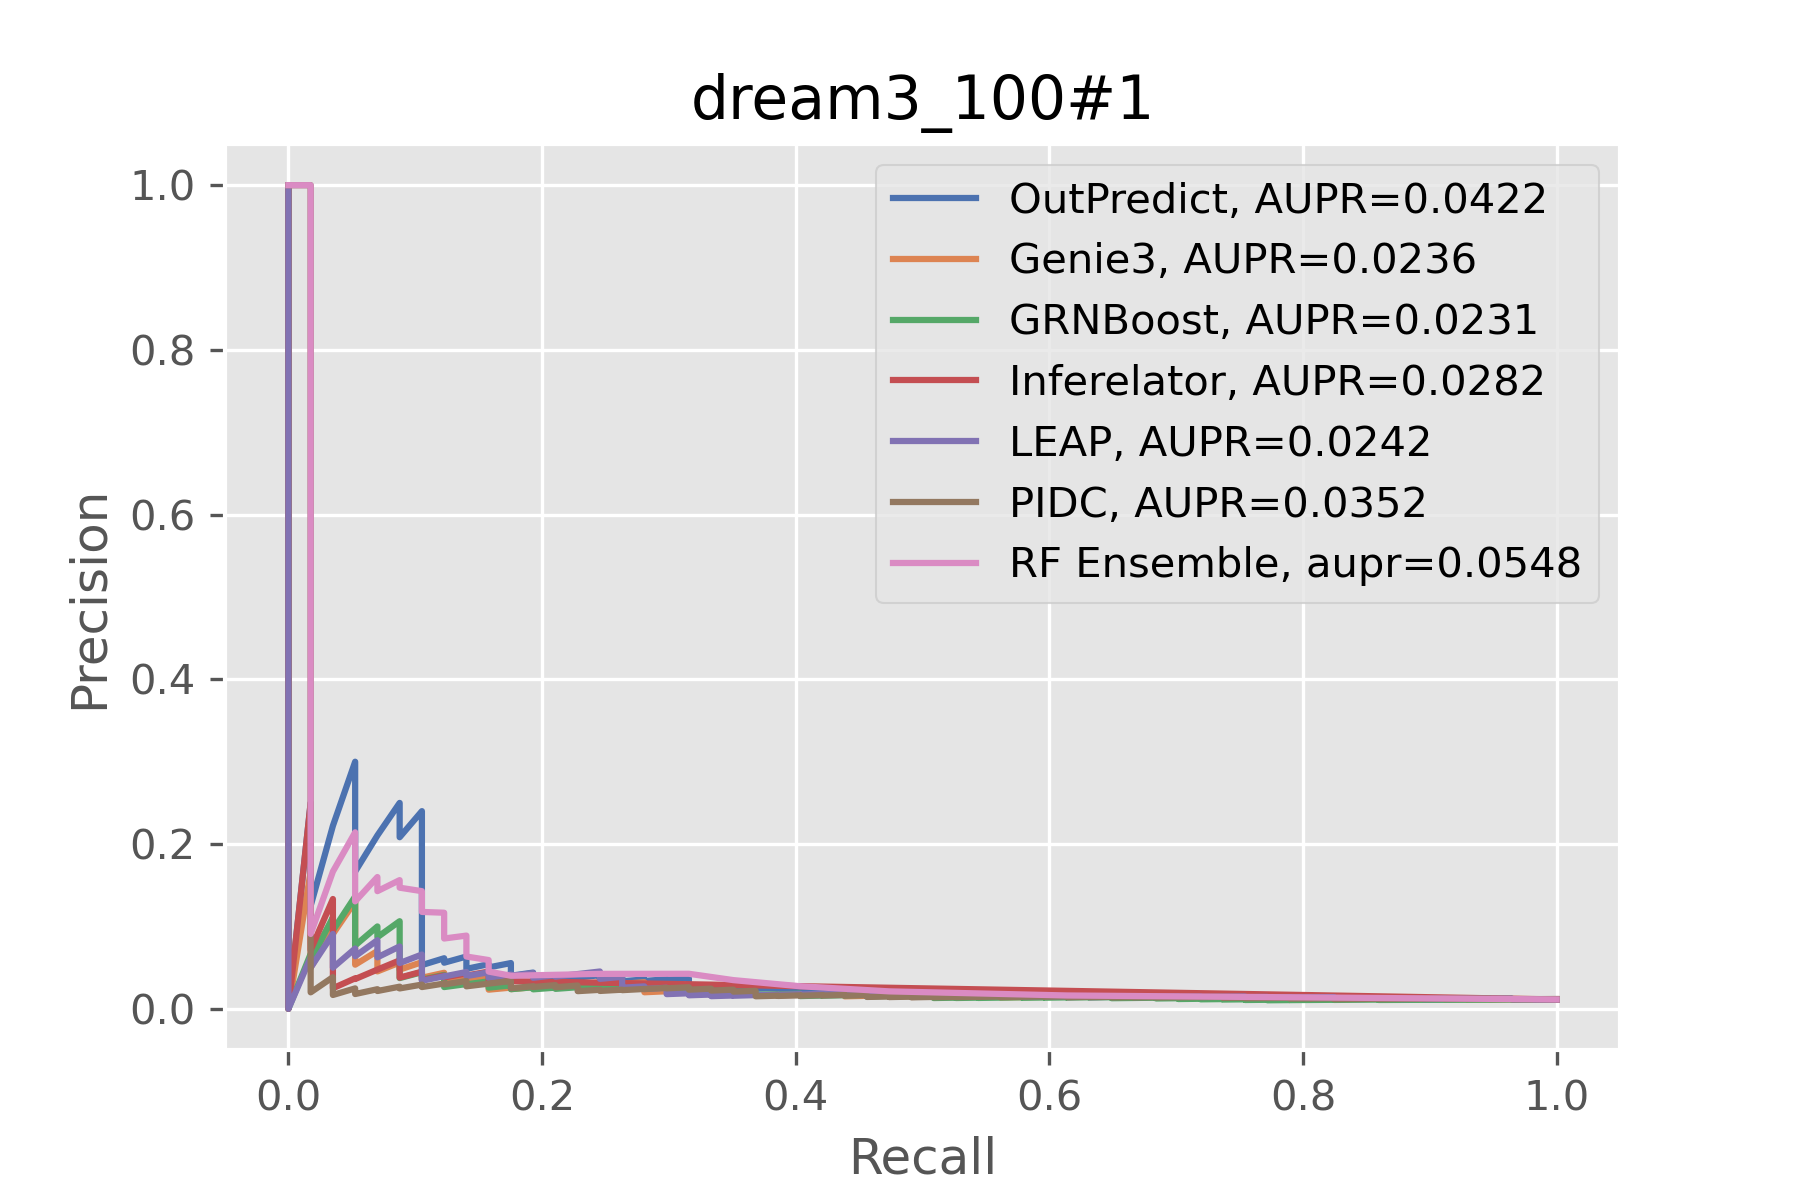 dream3_100#1
1.0
0.8
0.6
0.4
0.2
0.0
Precision
OutPredict, AUPR=0.0422
Genie3, AUPR=0.0236
GRNBoost, AUPR=0.0231
Inferelator, AUPR=0.0282
LEAP, AUPR=0.0242
PIDC, AUPR=0.0352
RF Ensemble, aupr=0.0548
0.0 0.2 0.4 0.6 0.8 1.0
Recall